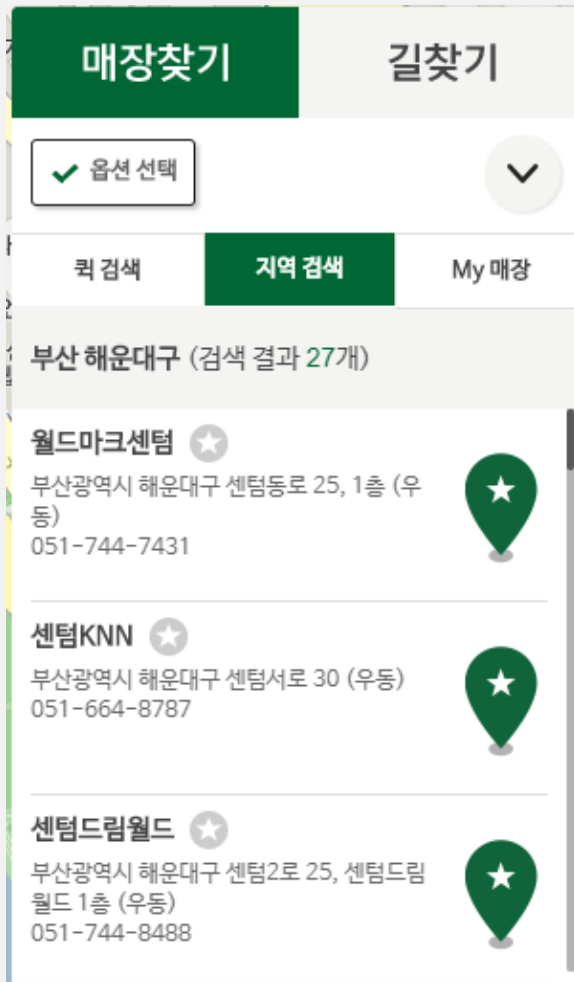 매장찾기 길찾기
옵션 선택
퀵 검색 지역 검색 My 매장
부산 해운대구 (검색 결과 27개)
월드마크센텀
부산광역시 해운대구 센텀동로 25, 1층 (우
동)
051-744-7431
센텀KNN
부산광역시 해운대구 센텀서로 30 (우동)
051-664-8787
센텀드림월드
부산광역시 해운대구 센텀2로 25, 센텀드림
월드 1층 (우동)
051-744-8488